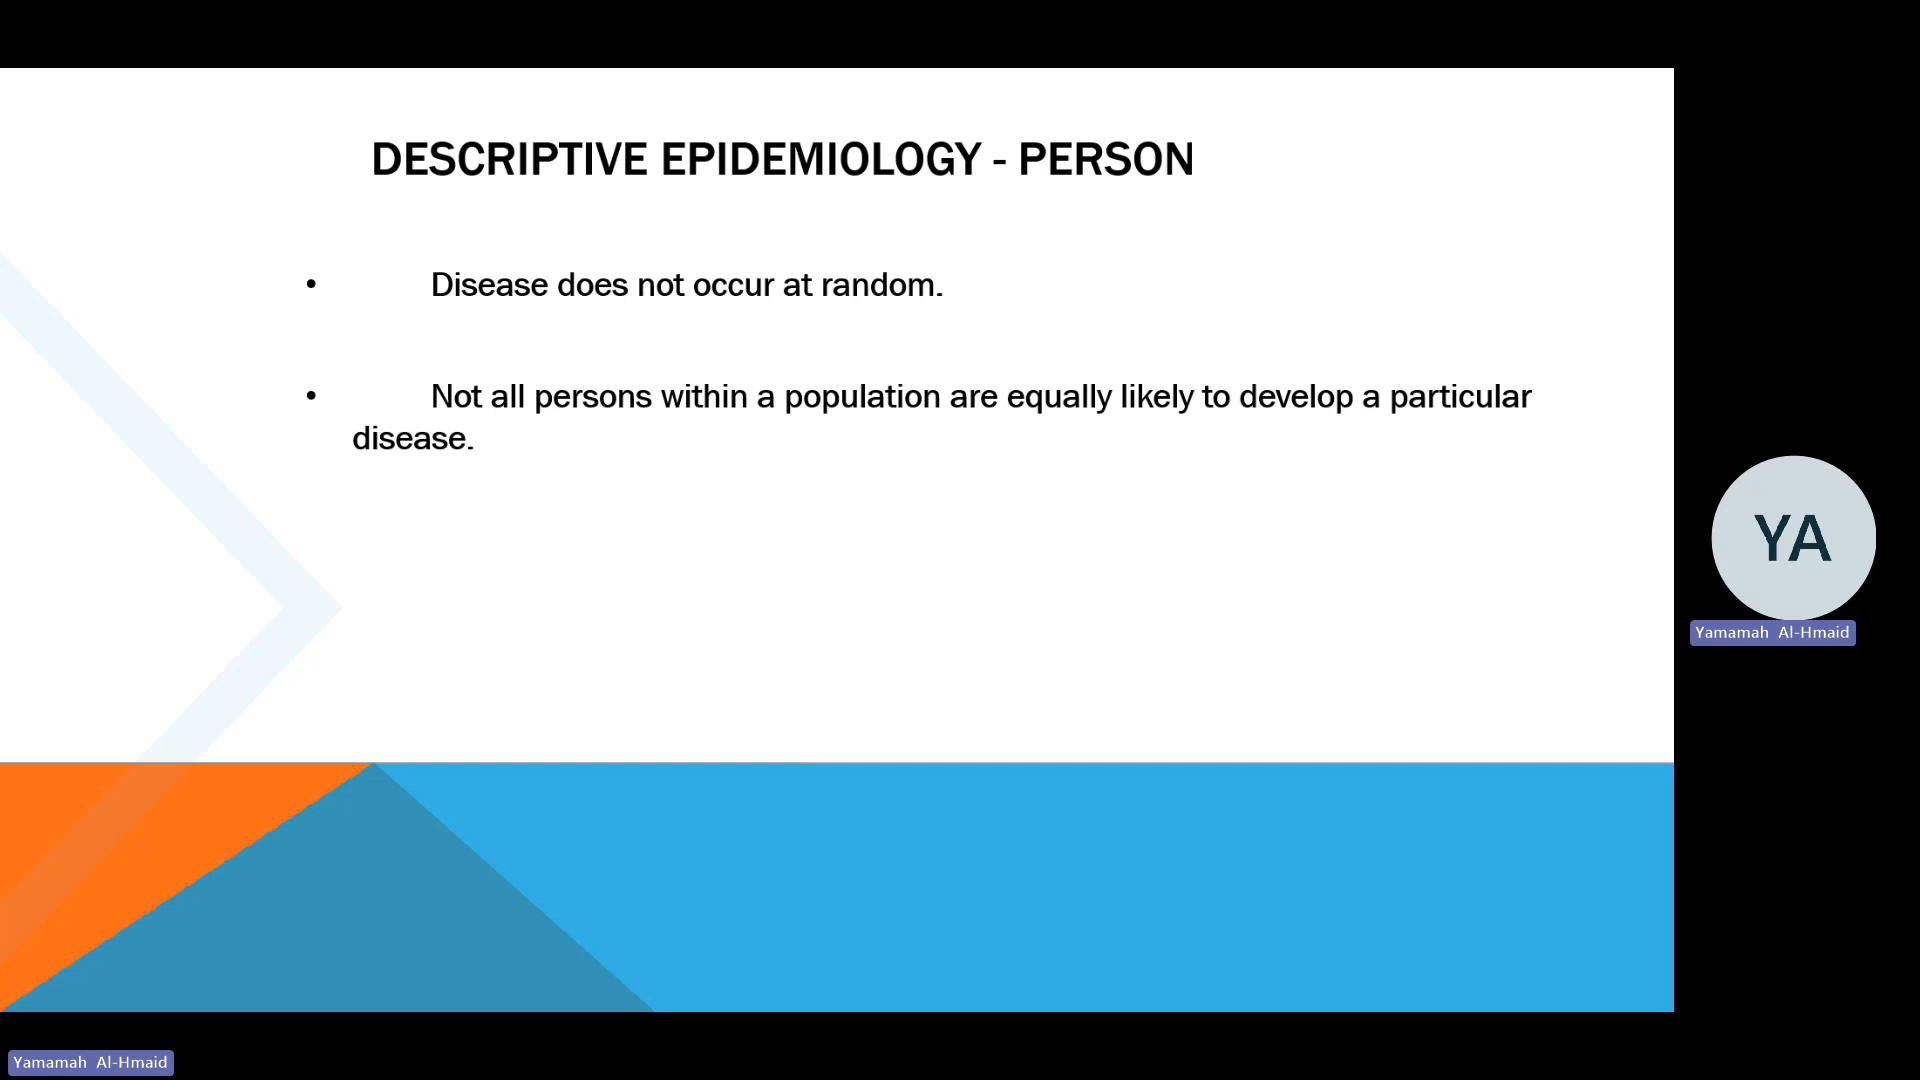 DESCRIPTIVE EPIDEMIOLOGY - PERSON
• Disease does not occur at random.
• Not all persons within a population are equally likely to develop a particular
disease.
YA
Yamamah Al-Hmaid
Yamamah Al-Hmaid